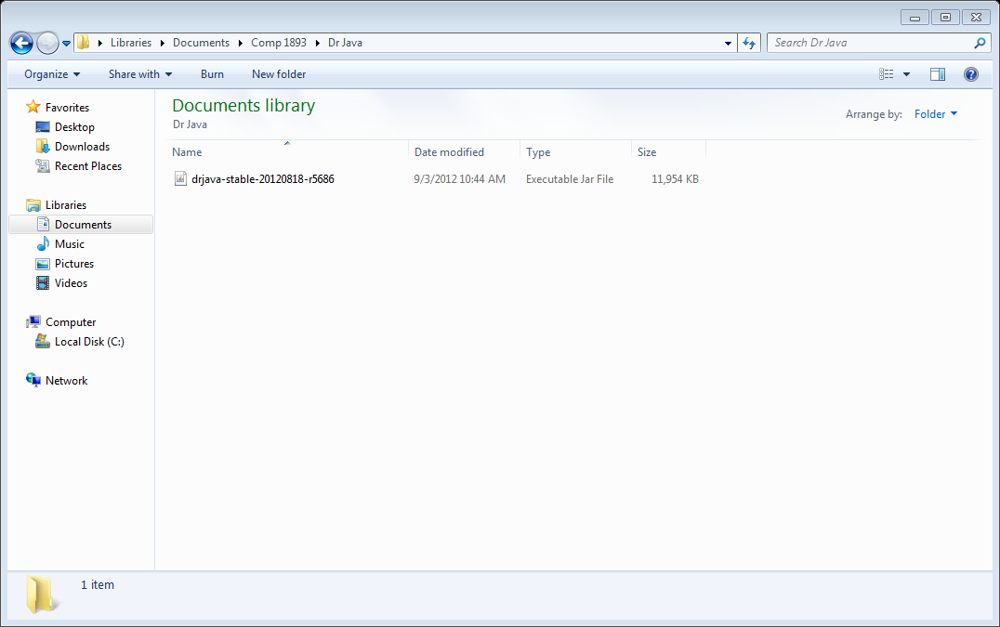 Libraries Documents Comp 1893 Dr Java
Search Dr Java
Organize Share with Burn New folder
Favorites
Desktop
Downloads
Recent Places
Libraries
Documents
Music
Pictures
Videos
Computer
Local Disk (C:)
Network
Documents library
Dr Java
Arrange by: Folder
Name Date modified Type Size
drjava-stable-20120818-r5686 9/3/2012 10:44 AM Executable Jar File 11,954 KB
1 item